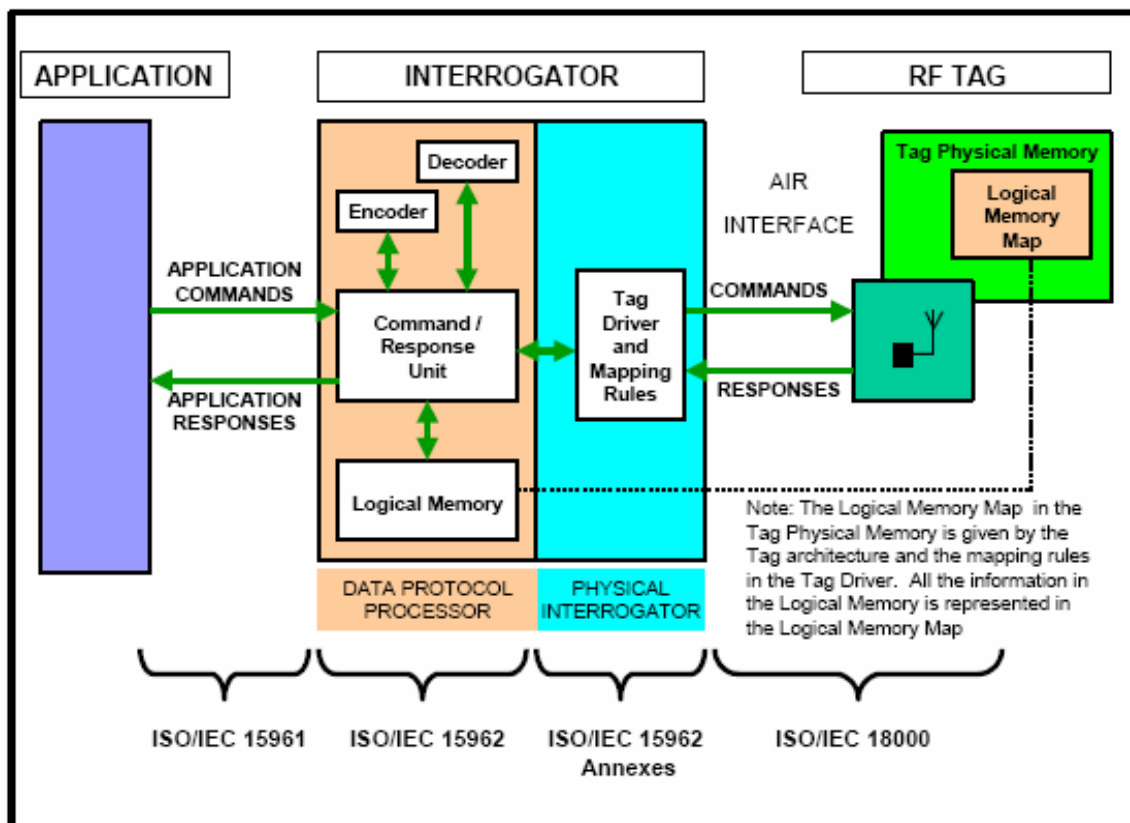 APPLICATION
INTERROGATOR
RF TAG
Decoder
Encoder
APPLICATION
COMMANDS
Command /
Response
Unit
APPLICATION
RESPONSES
Logical Memory
Tag
Driver
and
Mapping
Rules
AIR
INTERFACE
COMMANDS
RESPONSES
Tag Physical Memory
Logical
Memory
Map
Note: The Logical Memory Map in the
Tag Physical Memory is given by the
Tag architecture and the mapping rules
in the Tag Driver. All the information in
the Logical Memory is represented in
the Logical Memory Map
DATA PROTOCOL
PROCESSOR
PHYSICAL
INTERROGATOR
ISO/IEC 15961
ISO/IEC 15962
ISO/IEC 15962
Annexes
ISO/IEC 18000